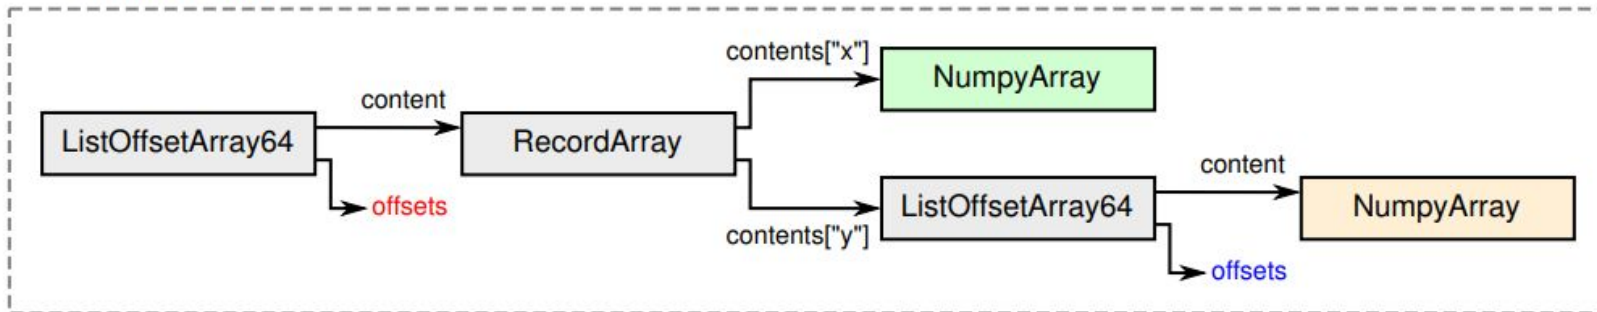 contents["x"]
NumpyArray
content
ListOffsetArray64
RecordArray
offsets
content
ListOffsetArray64
NumpyArray
contents["y"]
offsets